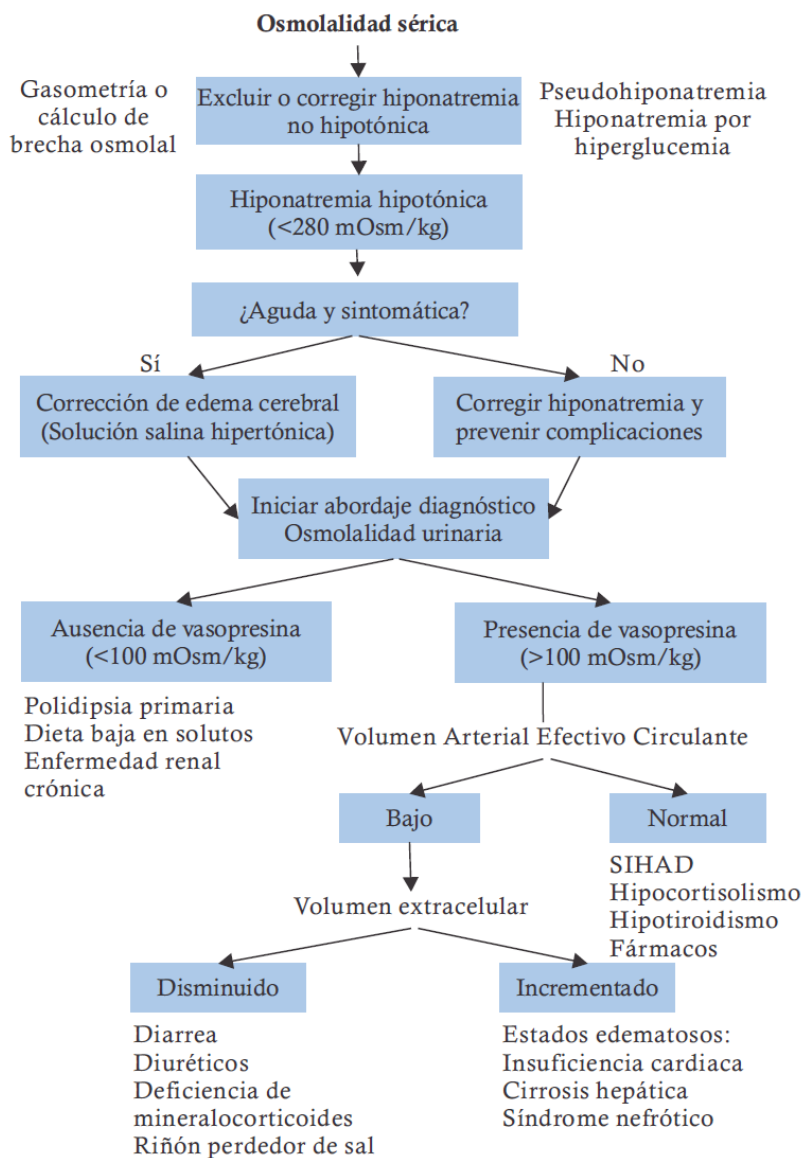 Osmolalidad sérica
Gasometría o
cálculo de
brecha osmolal
Excluir o corregir hiponatremia
no hipotónica
Pseudohiponatremia
Hiponatremia por
hiperglucemia
Hiponatremia hipotónica
(<280 mOsm/kg)
¿Aguda y sintomática?
Sí
No
Corrección de edema cerebral
(Solución salina hipertónica)
Corregir hiponatremia y
prevenir complicaciones
Iniciar abordaje diagnóstico
Osmolalidad urinaria
Ausencia de vasopresina
(<100 mOsm/kg)
Presencia de vasopresina
(>100 mOsm/kg)
Polidipsia primaria
Dieta baja en solutos
Enfermedad renal
crónica
Volumen Arterial Efectivo Circulante
Bajo
Normal
SIHAD
Hipocortisolismo
Hipotiroidismo
Fármacos
Volumen extracelular
Disminuido
Incrementado
Diarrea
Diuréticos
Deficiencia de
mineralocorticoides
Riñón perdedor de sal
Estados edematosos:
Insuficiencia cardiaca
Cirrosis hepática
Síndrome nefrótico